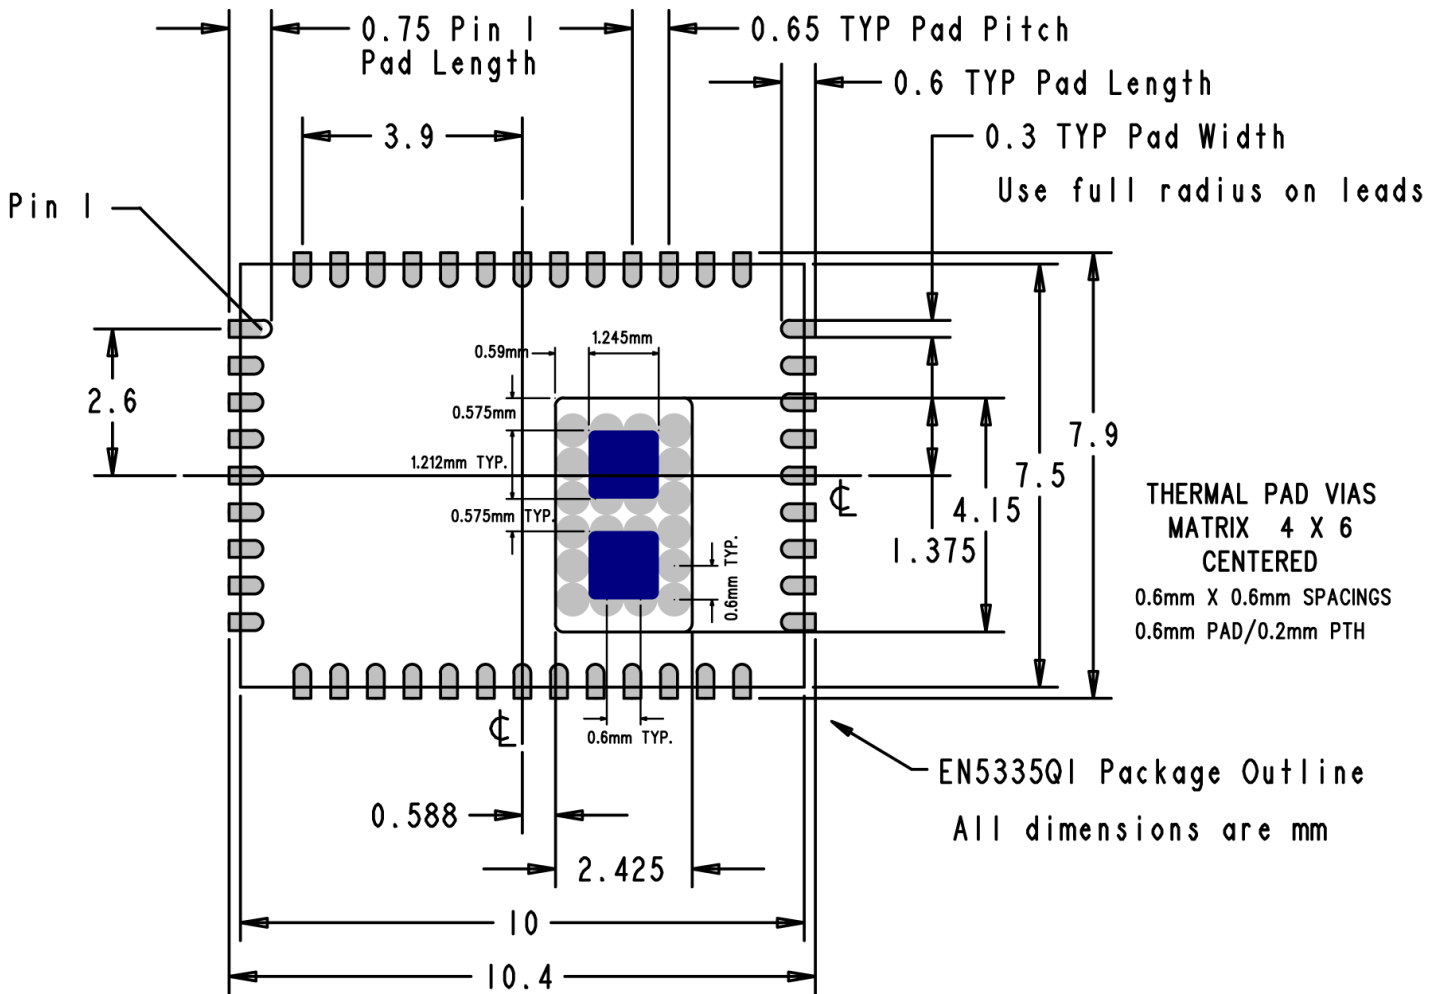 0.75 Pin 1
Pad Length
0.65 TYP Pad Pitch
0.6 TYP Pad Length
3.9
0.3 TYP Pad Width
Use full radius on leads
Pin 1
0.59mm
1.245mm
2.6
0.575mm
7.9
1.212mm TYP.
7.5
℄
4.15
THERMAL PAD VIAS
MATRIX 4 X 6
CENTERED
0.6mm X 0.6mm SPACINGS
0.6mm PAD/0.2mm PTH
0.575mm TYP.
1.375
0.6mm TYP.
℄
0.6mm TYP.
EN5335QI Package Outline
All dimensions are mm
0.588
2.425
10
10.4